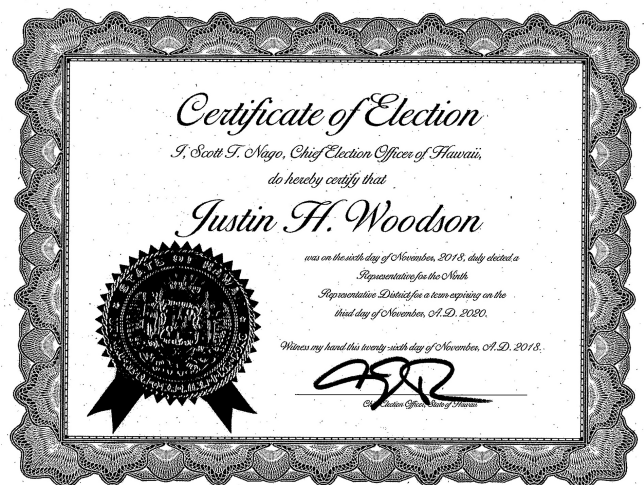 Certificate of Election
I, Scott T. Nago, Chief Election Officer of Hawaii,
do hereby certify that
Justin H. Woodson
was on the sixth day of November, 2018, duly elected a
Representative for the Ninth
Representative District for a term expiring on the
third day of November, A.D. 2020.
Witness my hand this twenty-sixth day of November, A.D. 2018.
Chief Election Officer, State of Hawaii
STATE OF